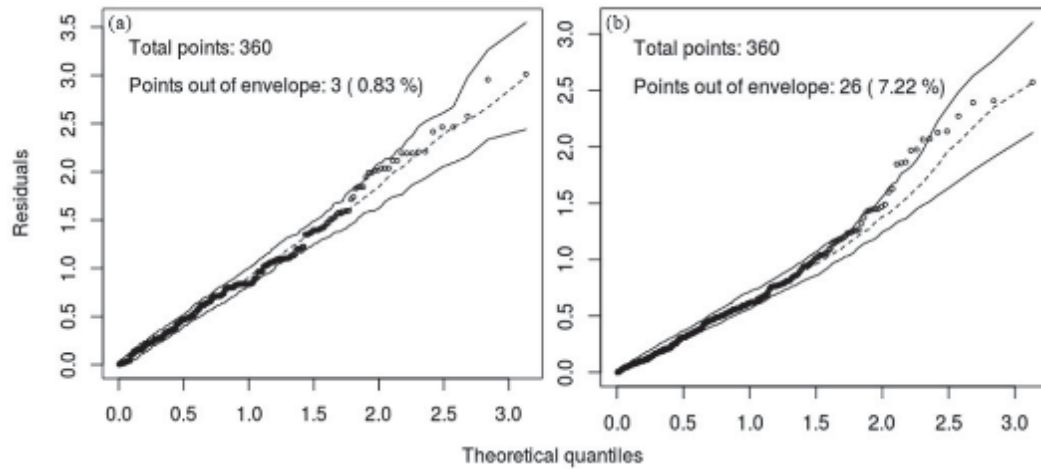 (a)
Total points: 360
Points out of envelope: 3 ( 0.83 %)
(b)
Total points: 360
Points out of envelope: 26 ( 7.22 %)
Residuals
3.5
3.0
2.5
2.0
1.5
1.0
0.5
0.0
3.0
2.5
2.0
1.5
1.0
0.5
0.0
0.0 0.5 1.0 1.5 2.0 2.5 3.0
0.0 0.5 1.0 1.5 2.0 2.5 3.0
Theoretical quantiles